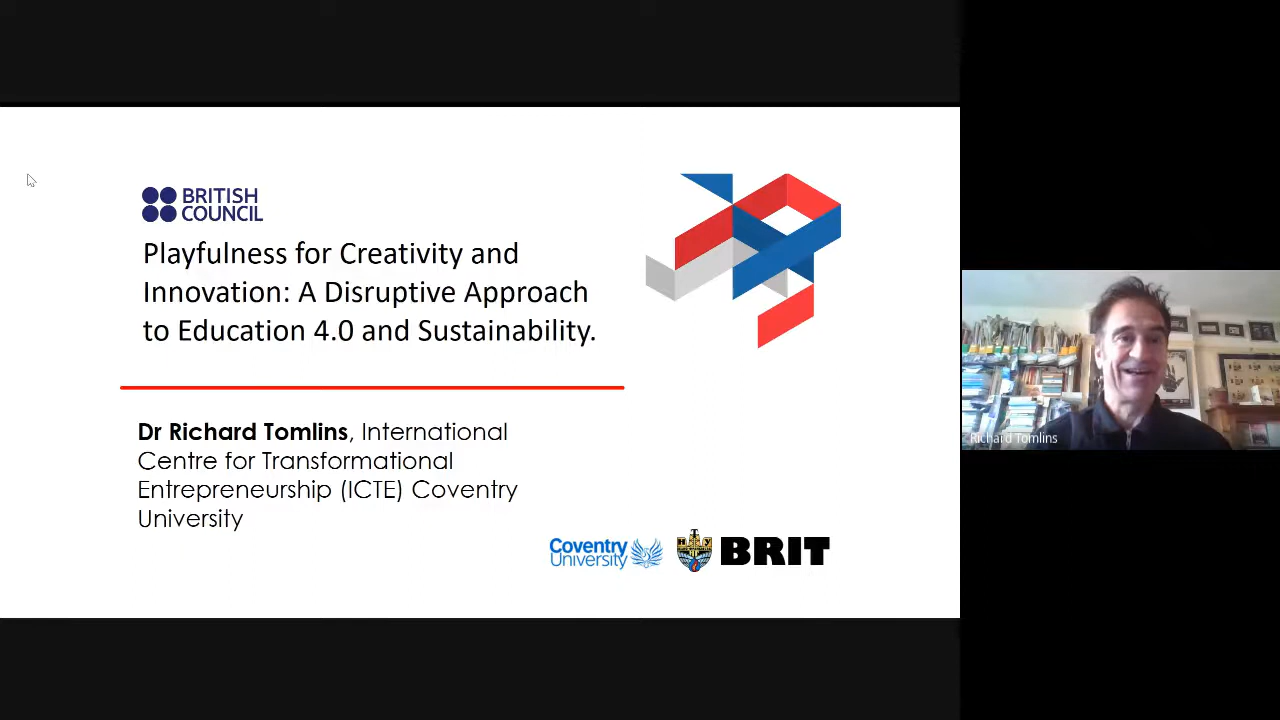 BRITISH
COUNCIL
Playfulness for Creativity and
Innovation: A Disruptive Approach
to Education 4.0 and Sustainability.
Dr Richard Tomlins, International
Centre for Transformational
Entrepreneurship (ICTE) Coventry
University
Coventry
University
BRIT
Richard Tomlins